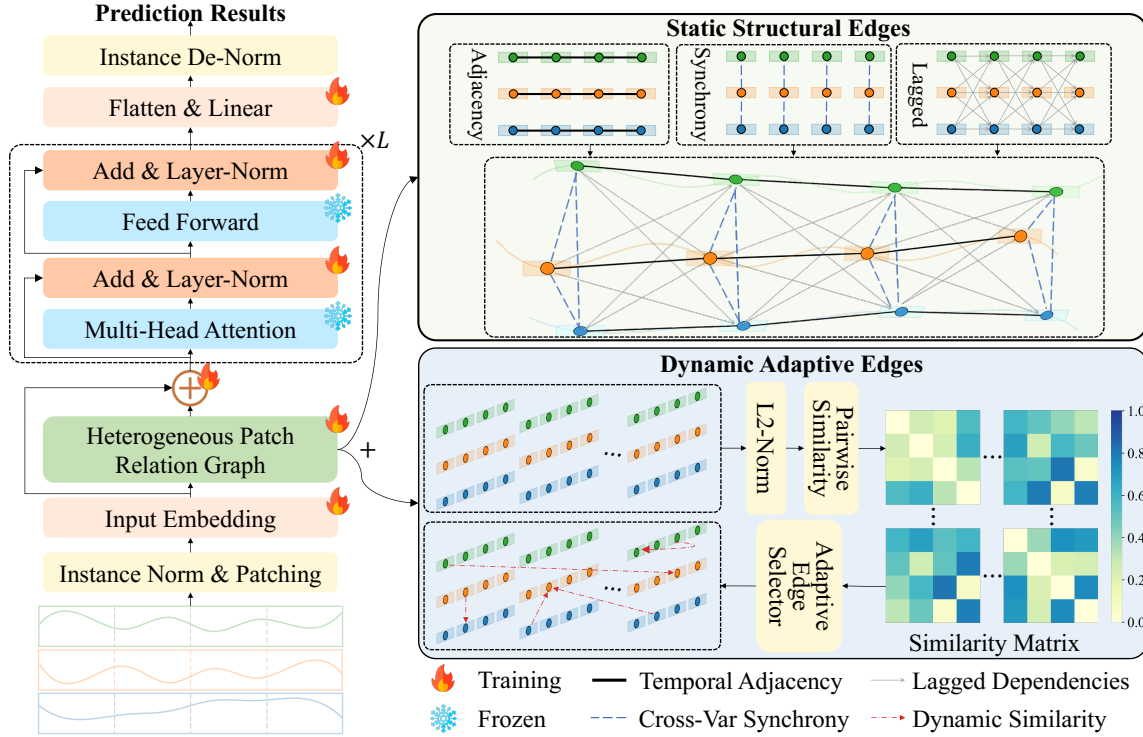 Prediction Results
Instance De-Norm
Flatten & Linear
×L
Add & Layer-Norm
Feed Forward
Add & Layer-Norm
Multi-Head Attention
Heterogeneous Patch
Relation Graph
+
Input Embedding
Instance Norm & Patching
Static Structural Edges
Adjacency
Synchrony
Lagged
Dynamic Adaptive Edges
L2-Norm
Pairwise
Similarity
1.0
0.8
0.6
0.4
0.2
0.0
Adaptive
Edge
Selector
Similarity Matrix
Training
Temporal Adjacency
Lagged Dependencies
Frozen
Cross-Var Synchrony
Dynamic Similarity